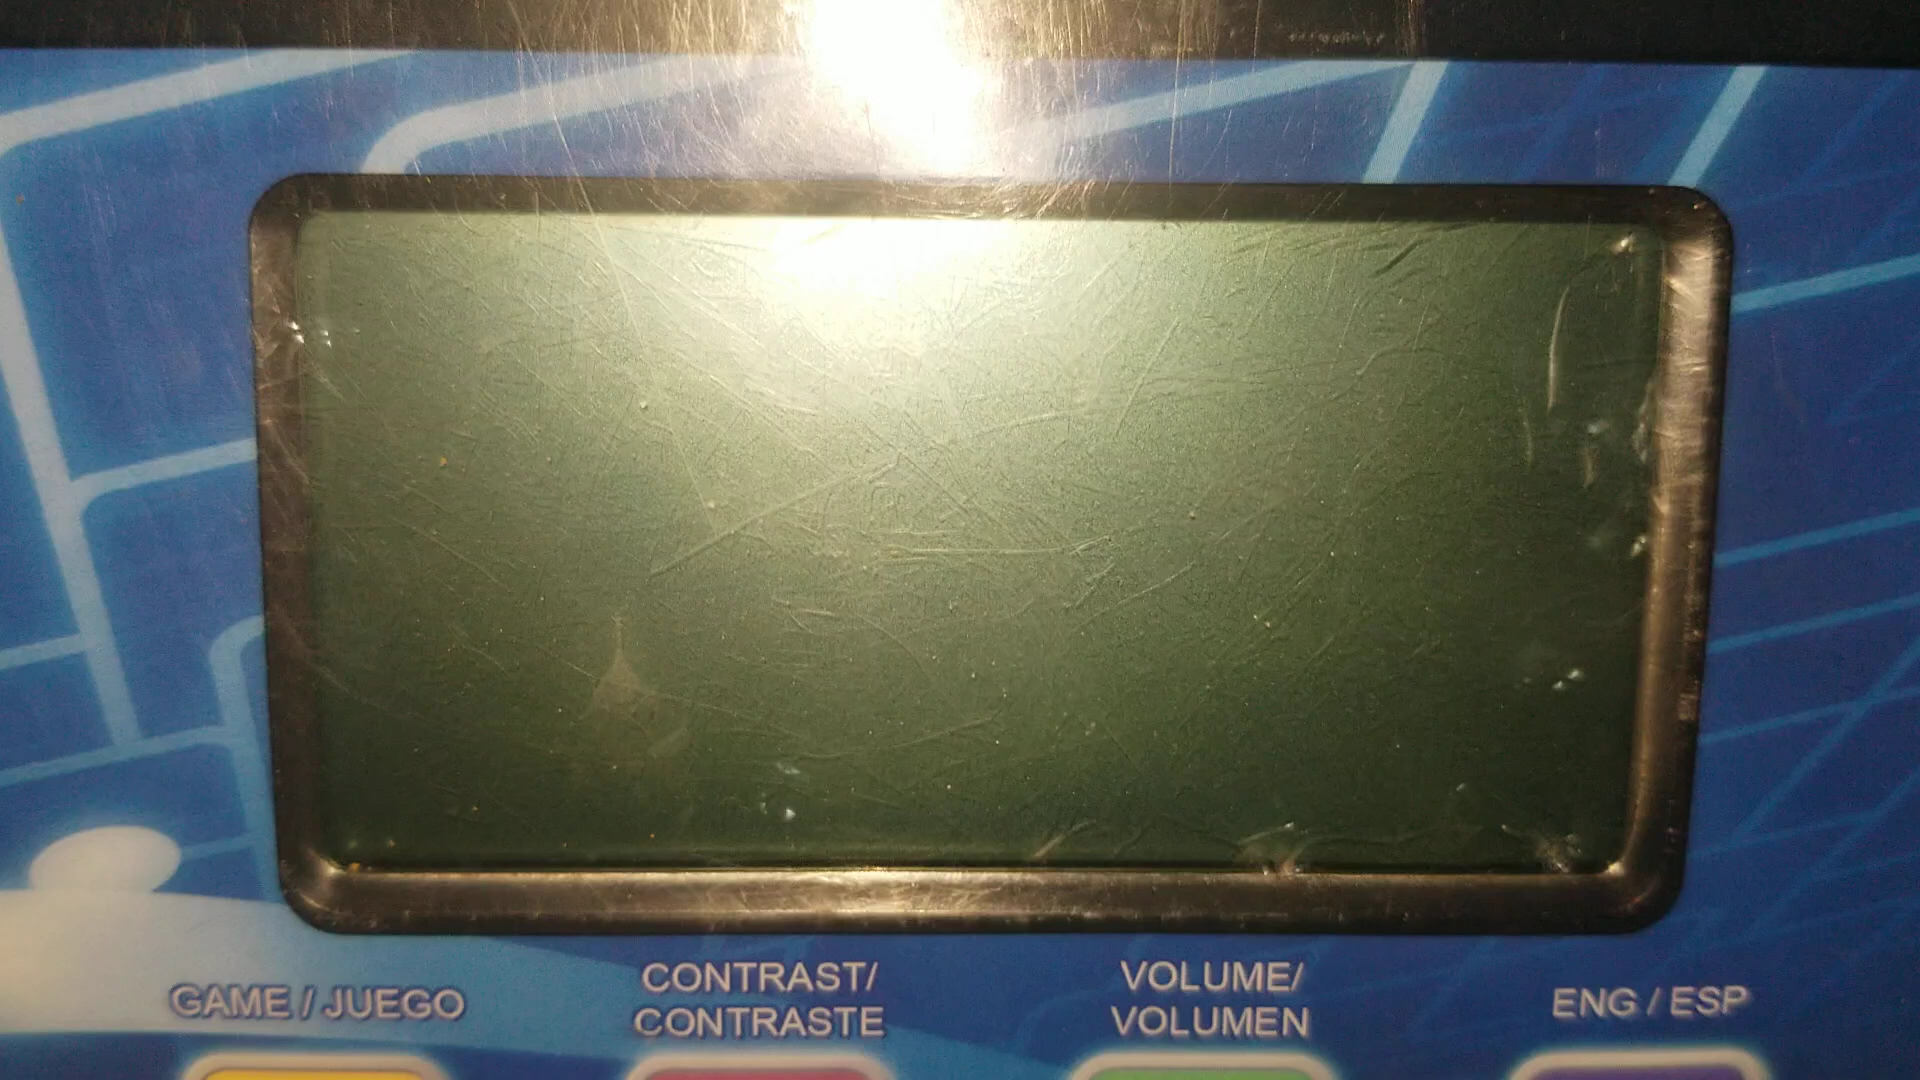 GAME / JUEGO
CONTRAST/
CONTRASTE
VOLUME/
VOLUMEN
ENG / ESP